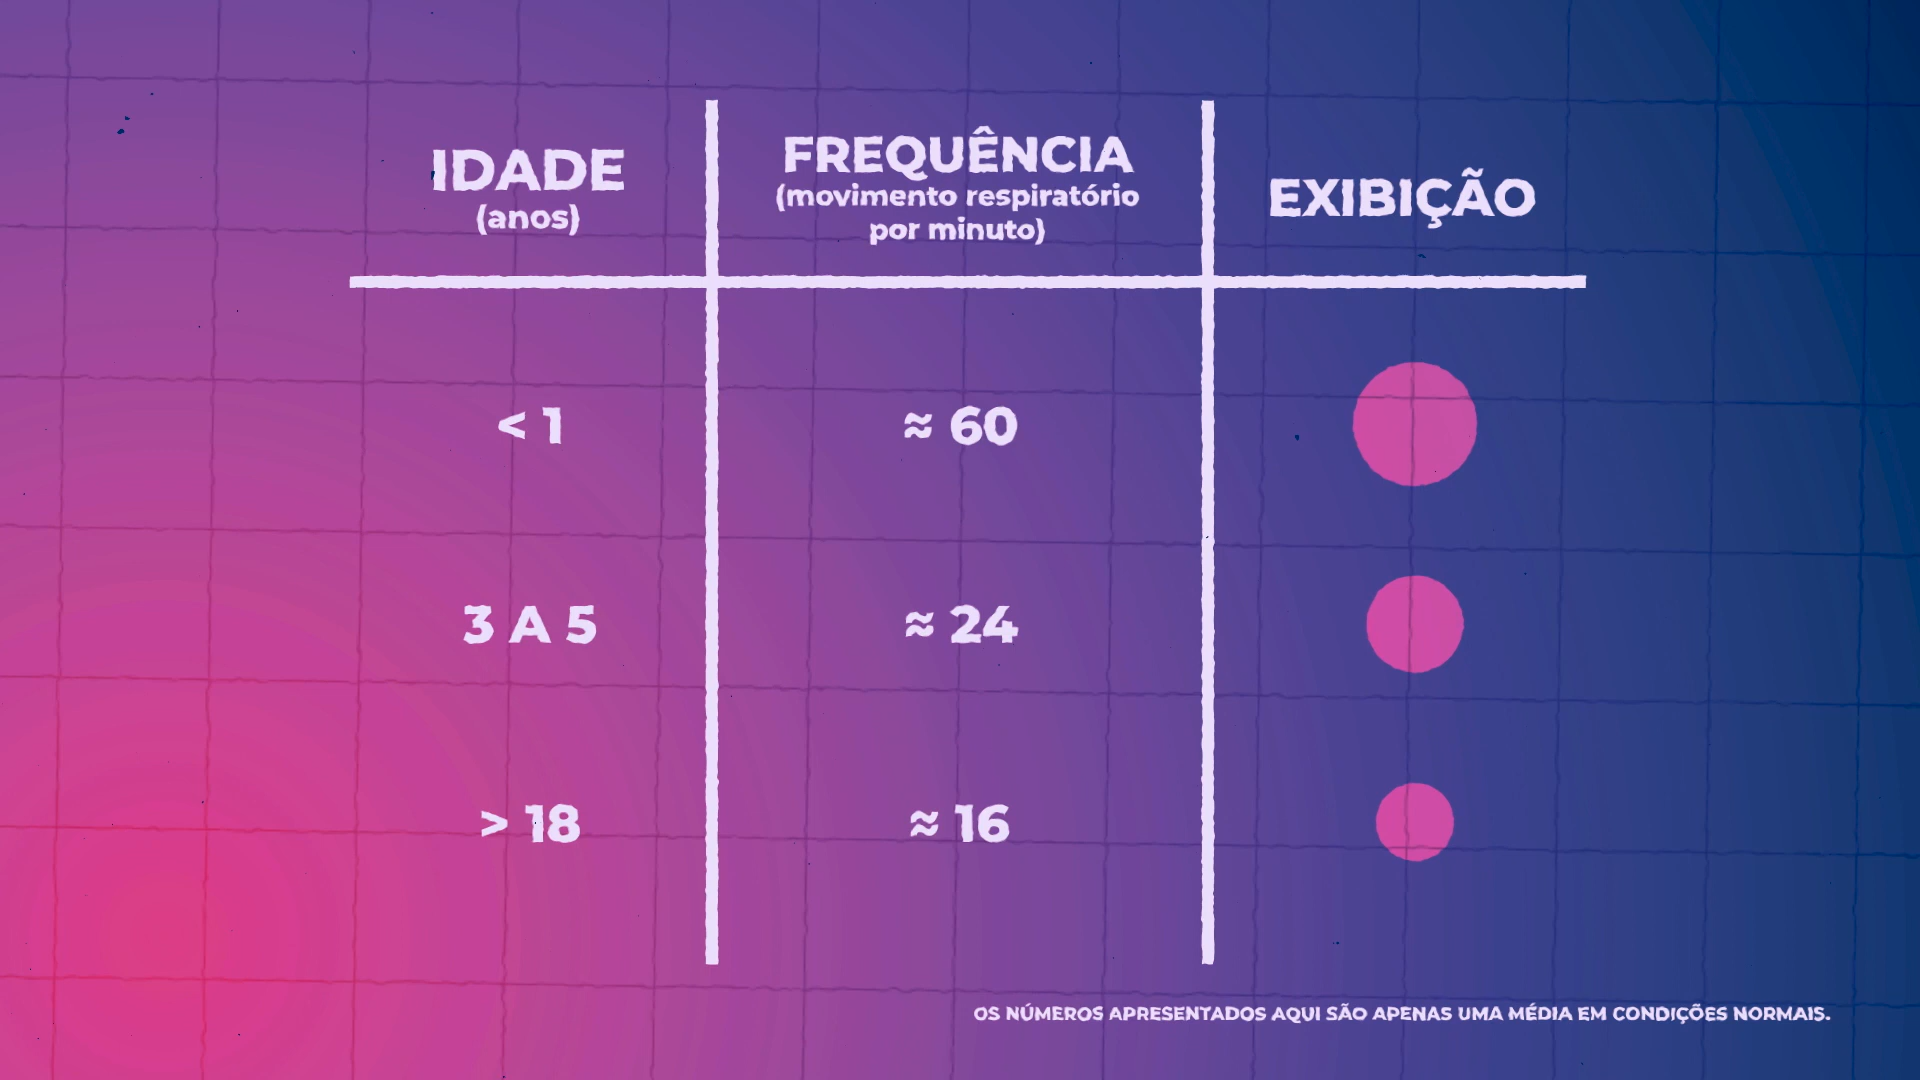 IDADE
(anos)
FREQUÊNCIA
(movimento respiratório
por minuto)
EXIBIÇÃO
< 1
≈ 60
3 A 5
≈ 24
> 18
≈ 16
OS NÚMEROS APRESENTADOS AQUI SÃO APENAS UMA MÉDIA EM CONDIÇÕES NORMAIS.